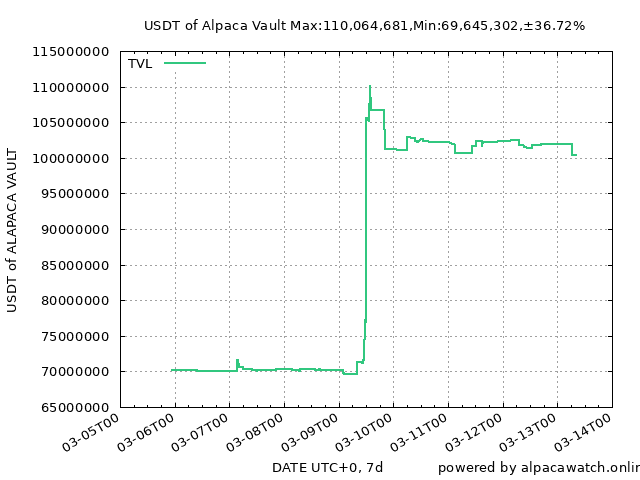 USDT of Alpaca Vault Max:110,064,681,Min:69,645,302,±36.72%
TVL
115000000
110000000
105000000
100000000
95000000
90000000
85000000
80000000
75000000
70000000
65000000
USDT of ALAPACA VAULT
03-05T00
03-06T00
03-07T00
03-08T00
03-09T00
03-10T00
03-11T00
03-12T00
03-13T00
03-14T00
DATE UTC+0, 7d
powered by alpacawatch.onlin